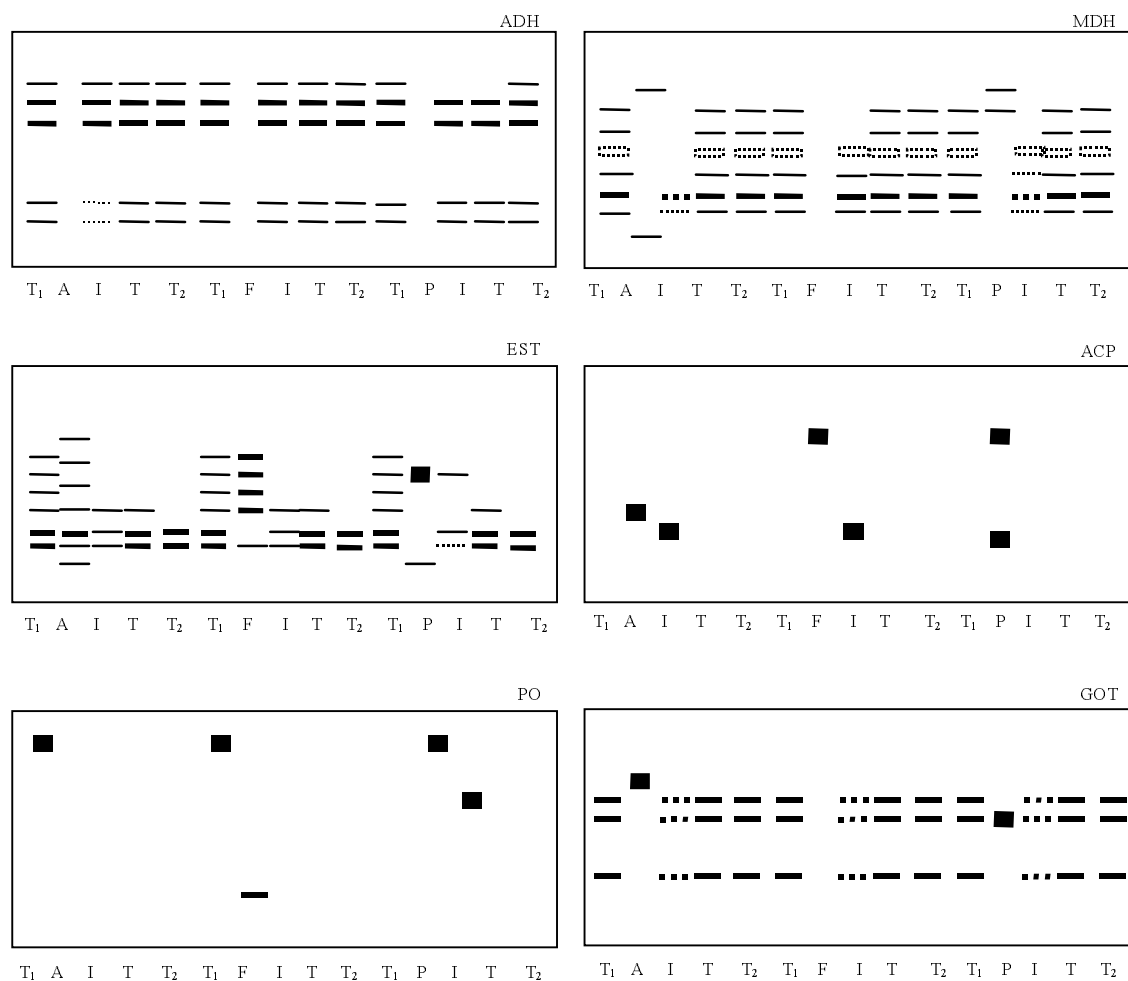 ADH MDH
T₁ A I T T₂ T₁ F I T T₂ T₁ P I T T₂ T₁ A I T T₂ T₁ F I T T₂ T₁ P I T T₂
EST ACP
T₁ A I T T₂ T₁ F I T T₂ T₁ P I T T₂ T₁ A I T T₂ T₁ F I T T₂ T₁ P I T T₂
PO GOT
T₁ A I T T₂ T₁ F I T T₂ T₁ P I T T₂ T₁ A I T T₂ T₁ F I T T₂ T₁ P I T T₂